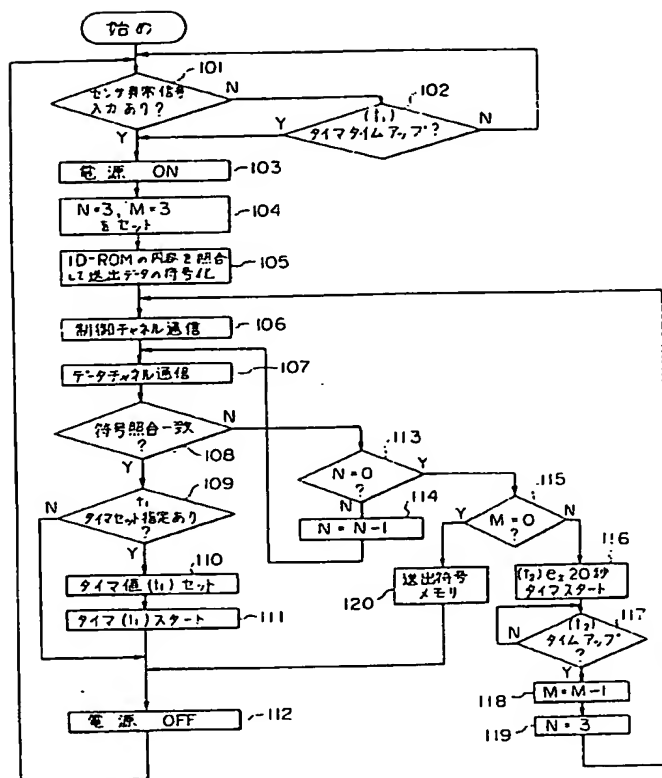 始め
101
センサ異常信号
入力あり?
N
Y
102
(t₁)
タイマタイムアップ?
Y
N
電源 ON
103
N=3, M=3
をセット
104
ID-ROMの内容を照合
して送出データの符号化
105
制御チャネル通信
106
データチャネル通信
107
符号照合一致
?
N
Y
108
109
t₁
タイマセット指定あり
?
N
Y
タイマ値(t₁)セット
110
タイマ(t₁)スタート
111
電源 OFF
112
113
N=0
?
Y
N
N=N-1
114
115
M=0
?
Y
N
送出符号
メモリ
120
116
20秒
タイマスタート
117
タイムアップ
?
N
Y
M=M-1
118
N=3
119